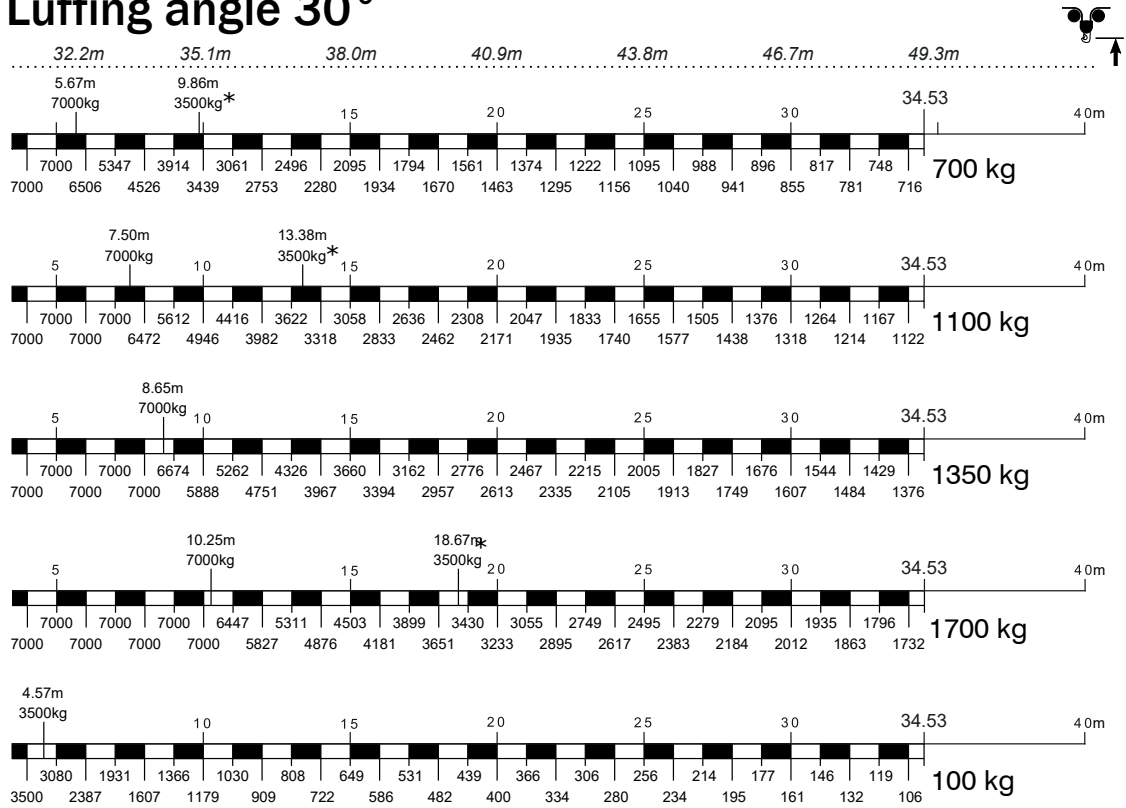 Luffing angle 30°
32.2m 35.1m 38.0m 40.9m 43.8m 46.7m 49.3m
5.67m 9.86m
7000kg 3500kg*
15 20 25 30 34.53 40m
7000 5347 3914 3061 2496 2095 1794 1561 1374 1222 1095 988 896 817 748
7000 6506 4526 3439 2753 2280 1934 1670 1463 1295 1156 1040 941 855 781 716
700 kg
7.50m 13.38m
7000kg 3500kg*
5 10 15 20 25 30 34.53 40m
7000 7000 5612 4416 3622 3058 2636 2308 2047 1833 1655 1505 1376 1264 1167
7000 7000 6472 4946 3982 3318 2833 2462 2171 1935 1740 1577 1438 1318 1214 1122
1100 kg
8.65m
7000kg
5 10 15 20 25 30 34.53 40m
7000 7000 6674 5262 4326 3660 3162 2776 2467 2215 2005 1827 1676 1544 1429
7000 7000 7000 5888 4751 3967 3394 2957 2613 2335 2105 1913 1749 1607 1484 1376
1350 kg
10.25m 18.67m*
7000kg 3500kg
5 15 20 25 30 34.53 40m
7000 7000 7000 6447 5311 4503 3899 3430 3055 2749 2495 2279 2095 1935 1796
7000 7000 7000 7000 5827 4876 4181 3651 3233 2895 2617 2383 2184 2012 1863 1732
1700 kg
4.57m
3500kg
10 15 20 25 30 34.53 40m
3080 1931 1366 1030 808 649 531 439 366 306 256 214 177 146 119
3500 2387 1607 1179 909 722 586 482 400 334 280 234 195 161 132 106
100 kg